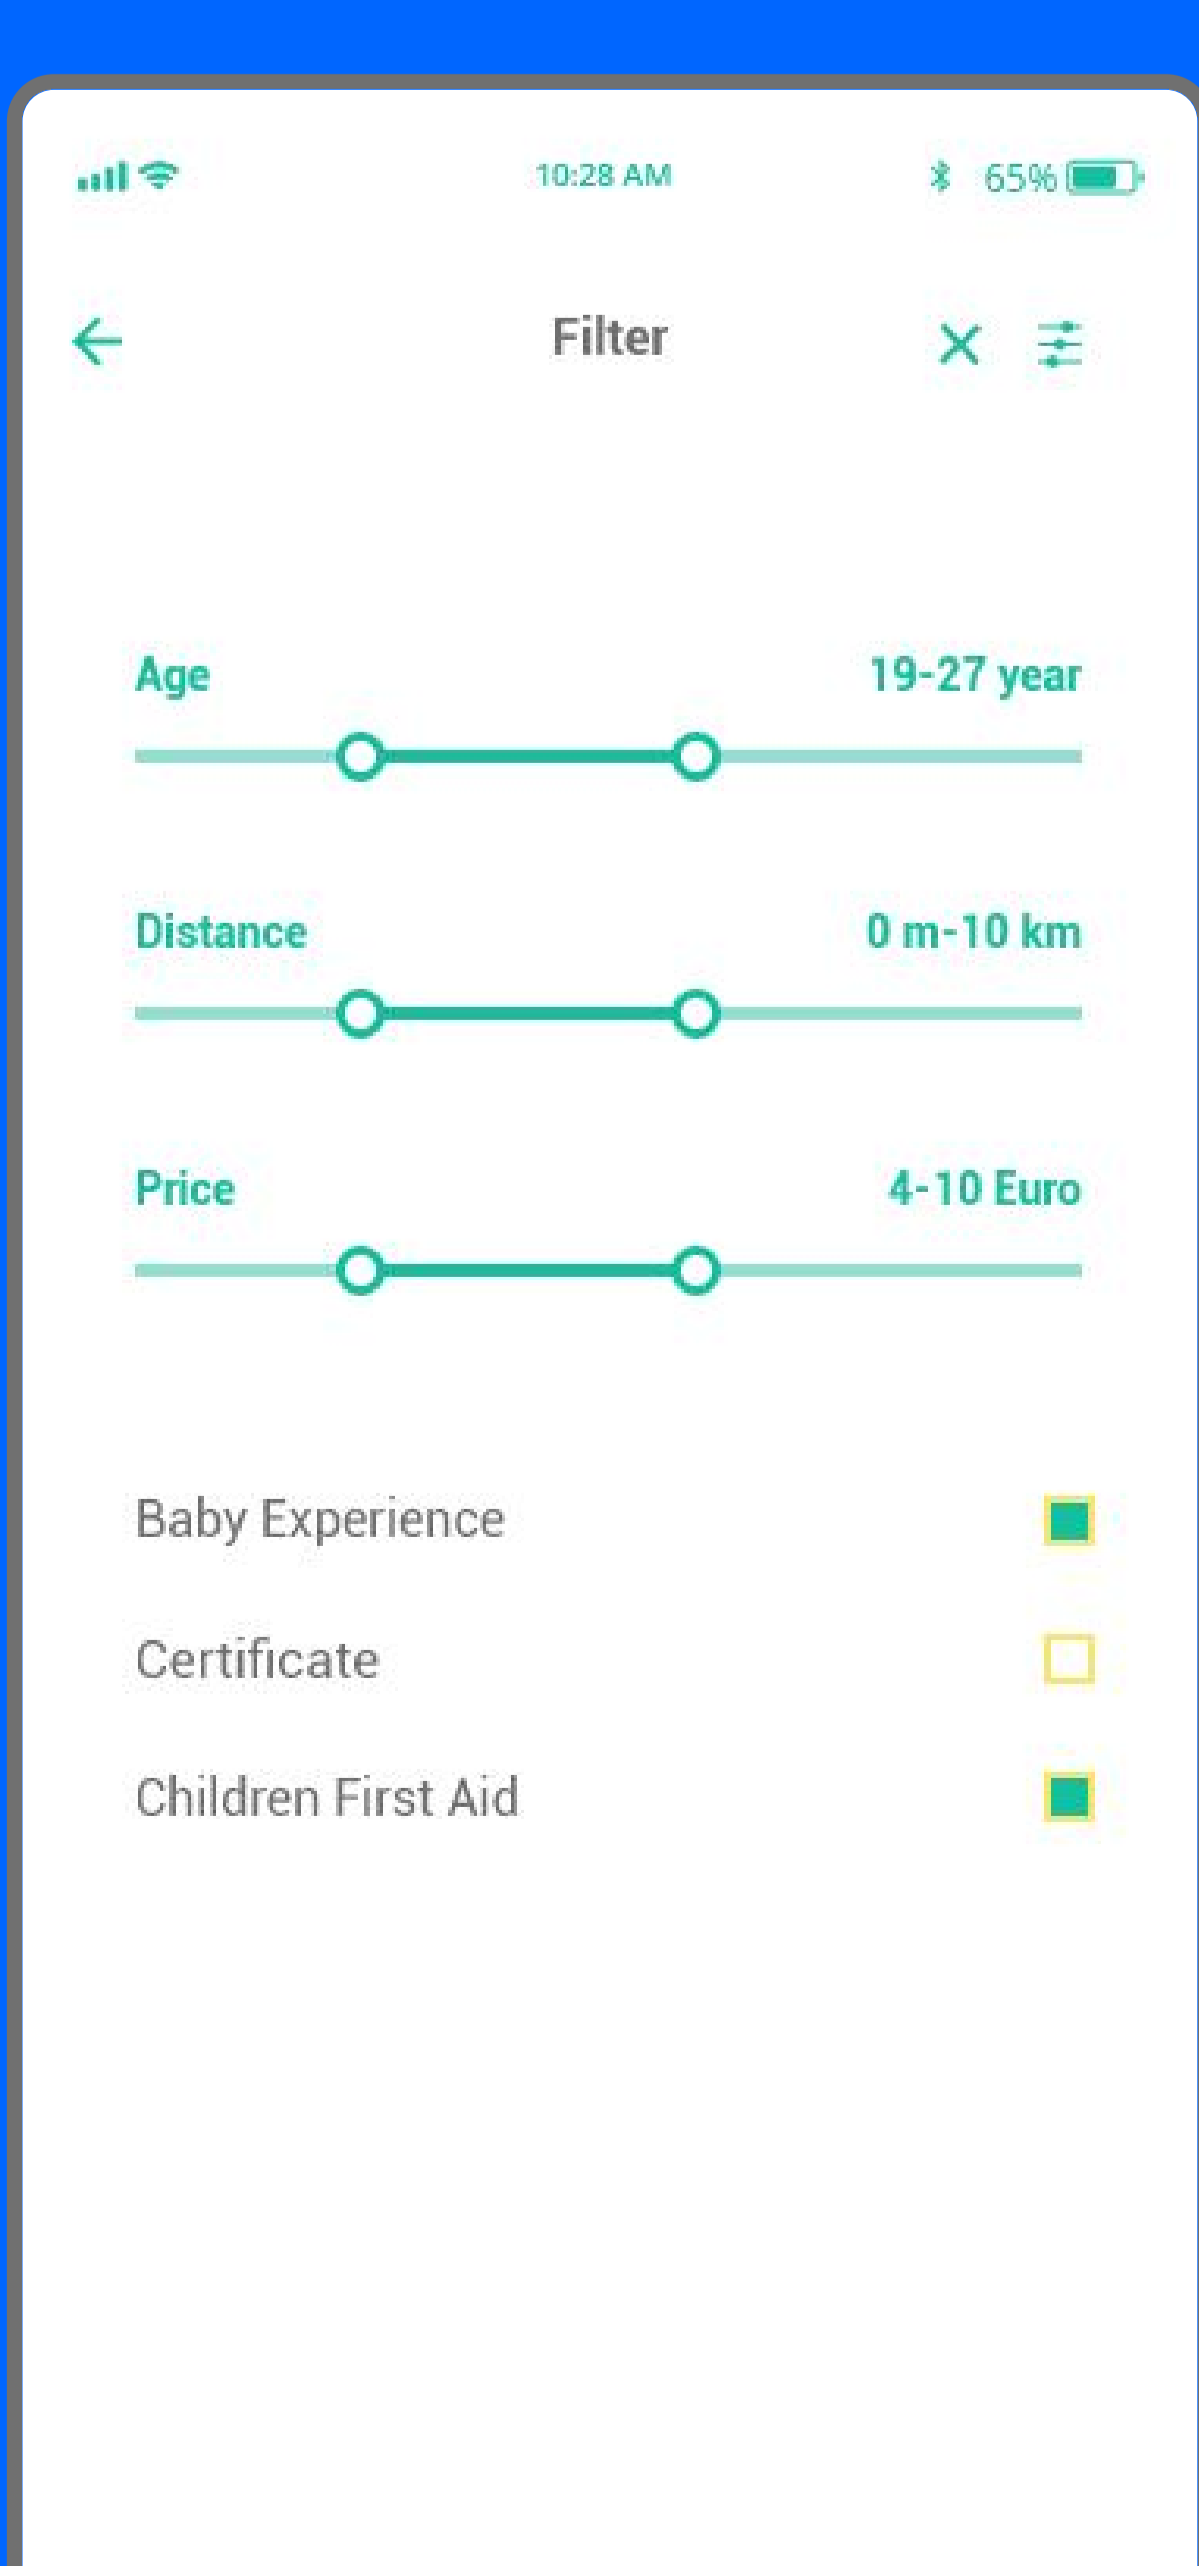 10:28 AM
65%
Filter
Age
19-27 year
Distance
0 m-10 km
Price
4-10 Euro
Baby Experience
Certificate
Children First Aid